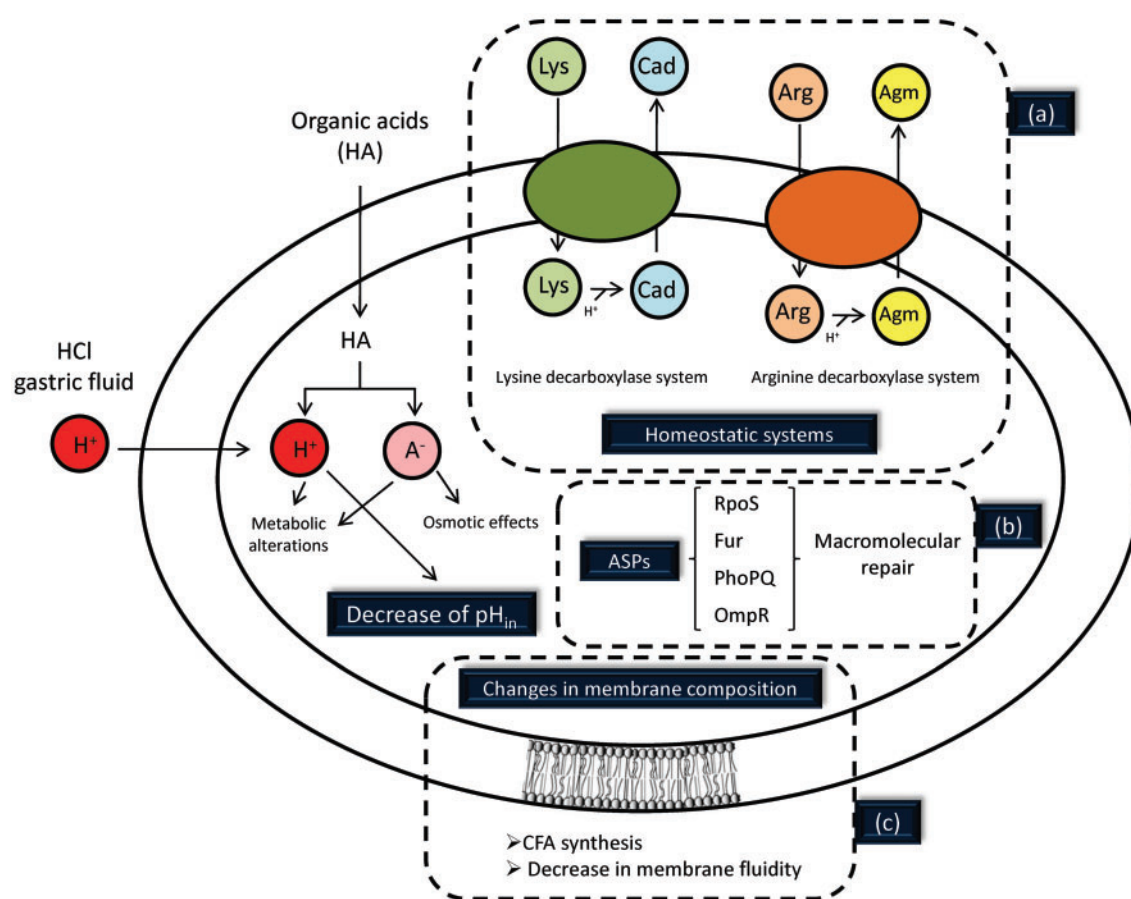 Lys
Cad
Arg
Agm
(a)
Organic acids
(HA)
Lys
H⁺
Cad
Arg
H⁺
Agm
HA
HCl
gastric fluid
Lysine decarboxylase system
Arginine decarboxylase system
H⁺
H⁺
A⁻
Homeostatic systems
Metabolic
alterations
Osmotic effects
ASPs
RpoS
Fur
PhoPQ
OmpR
Macromolecular
repair
(b)
Decrease of pHin
Changes in membrane composition
(c)
➢CFA synthesis
➢ Decrease in membrane fluidity